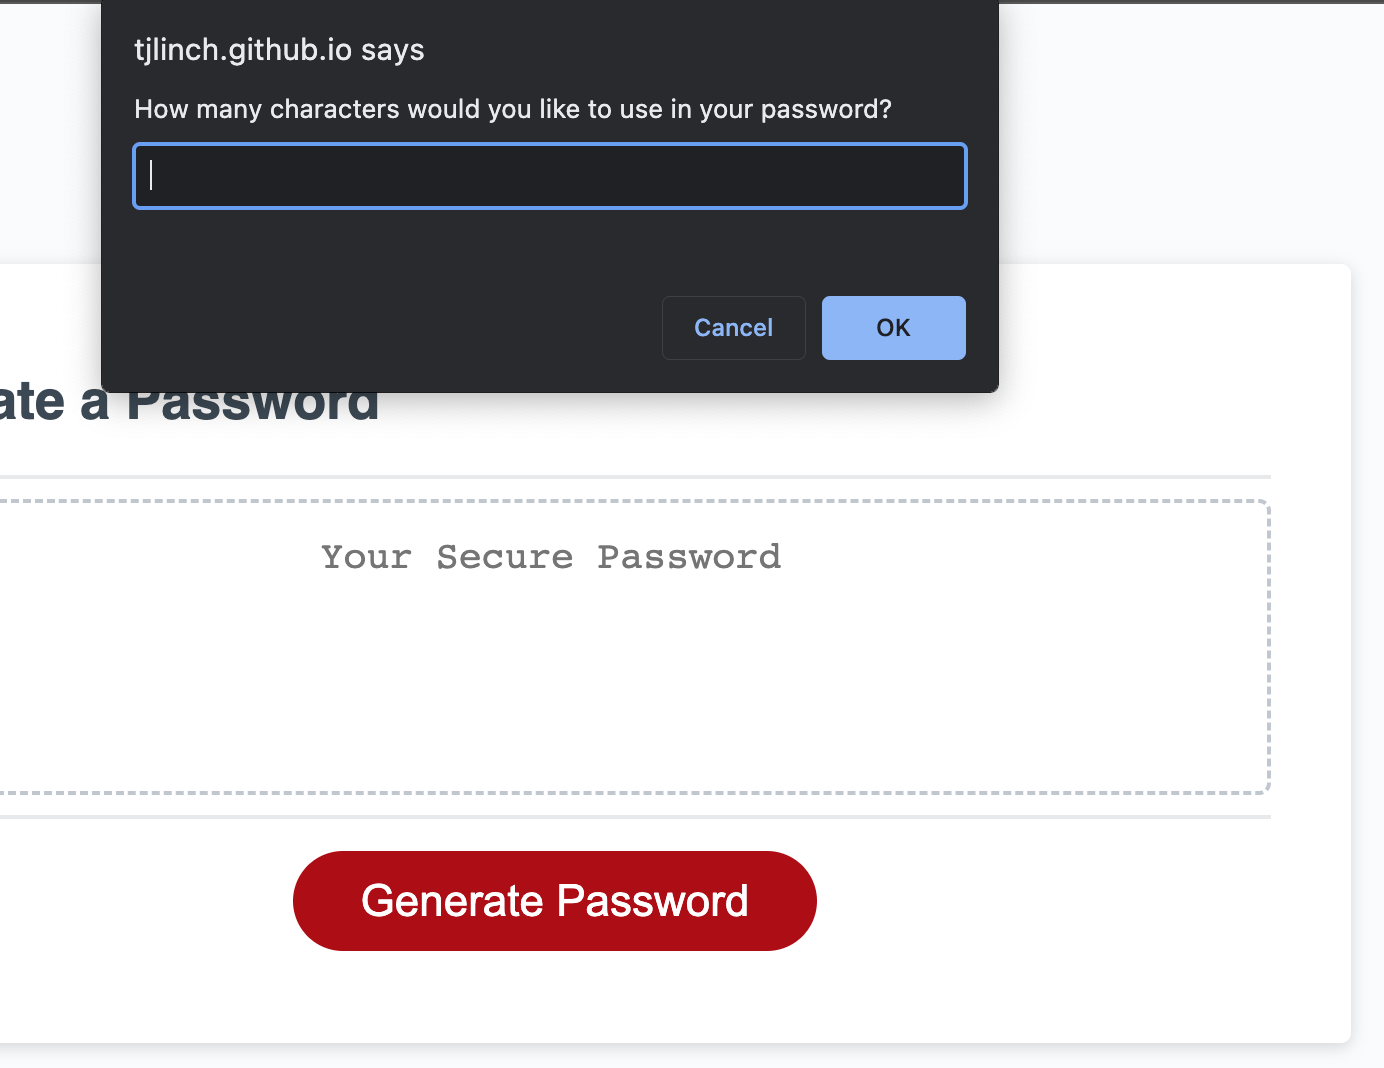 tjlinch.github.io says
How many characters would you like to use in your password?
Cancel
OK
ate a Password
Your Secure Password
Generate Password